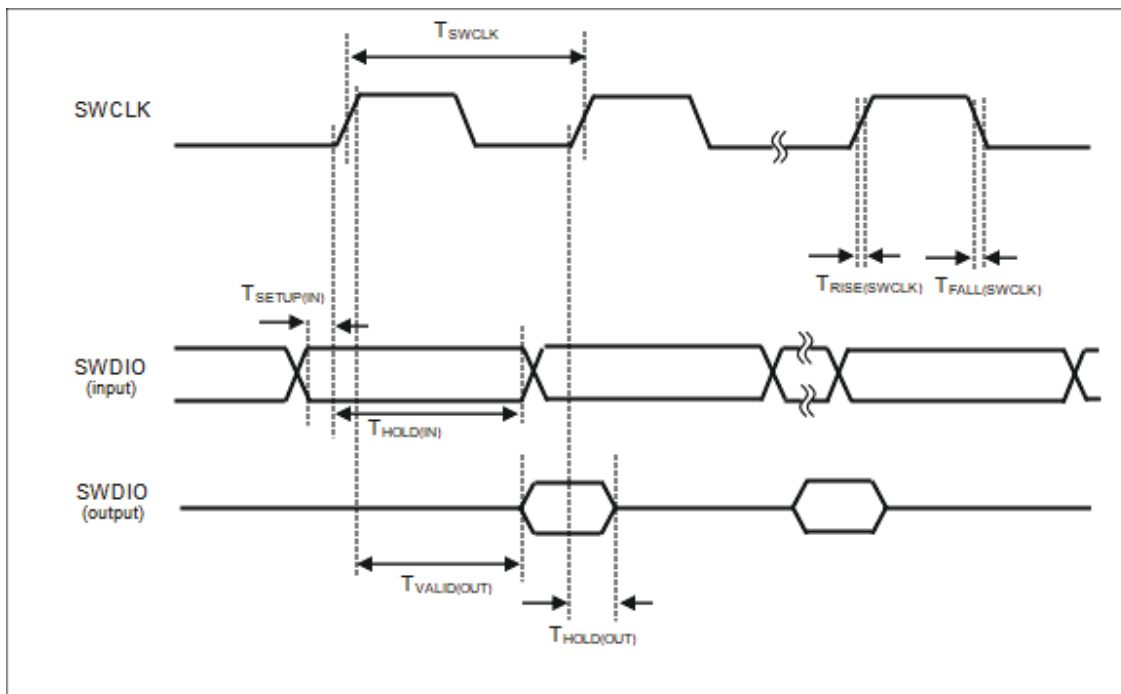 TSWCLK
SWCLK
TRISE(SWCLK)
TFALL(SWCLK)
TSETUP(IN)
SWDIO
(input)
THOLD(IN)
SWDIO
(output)
TVALID(OUT)
THOLD(OUT)